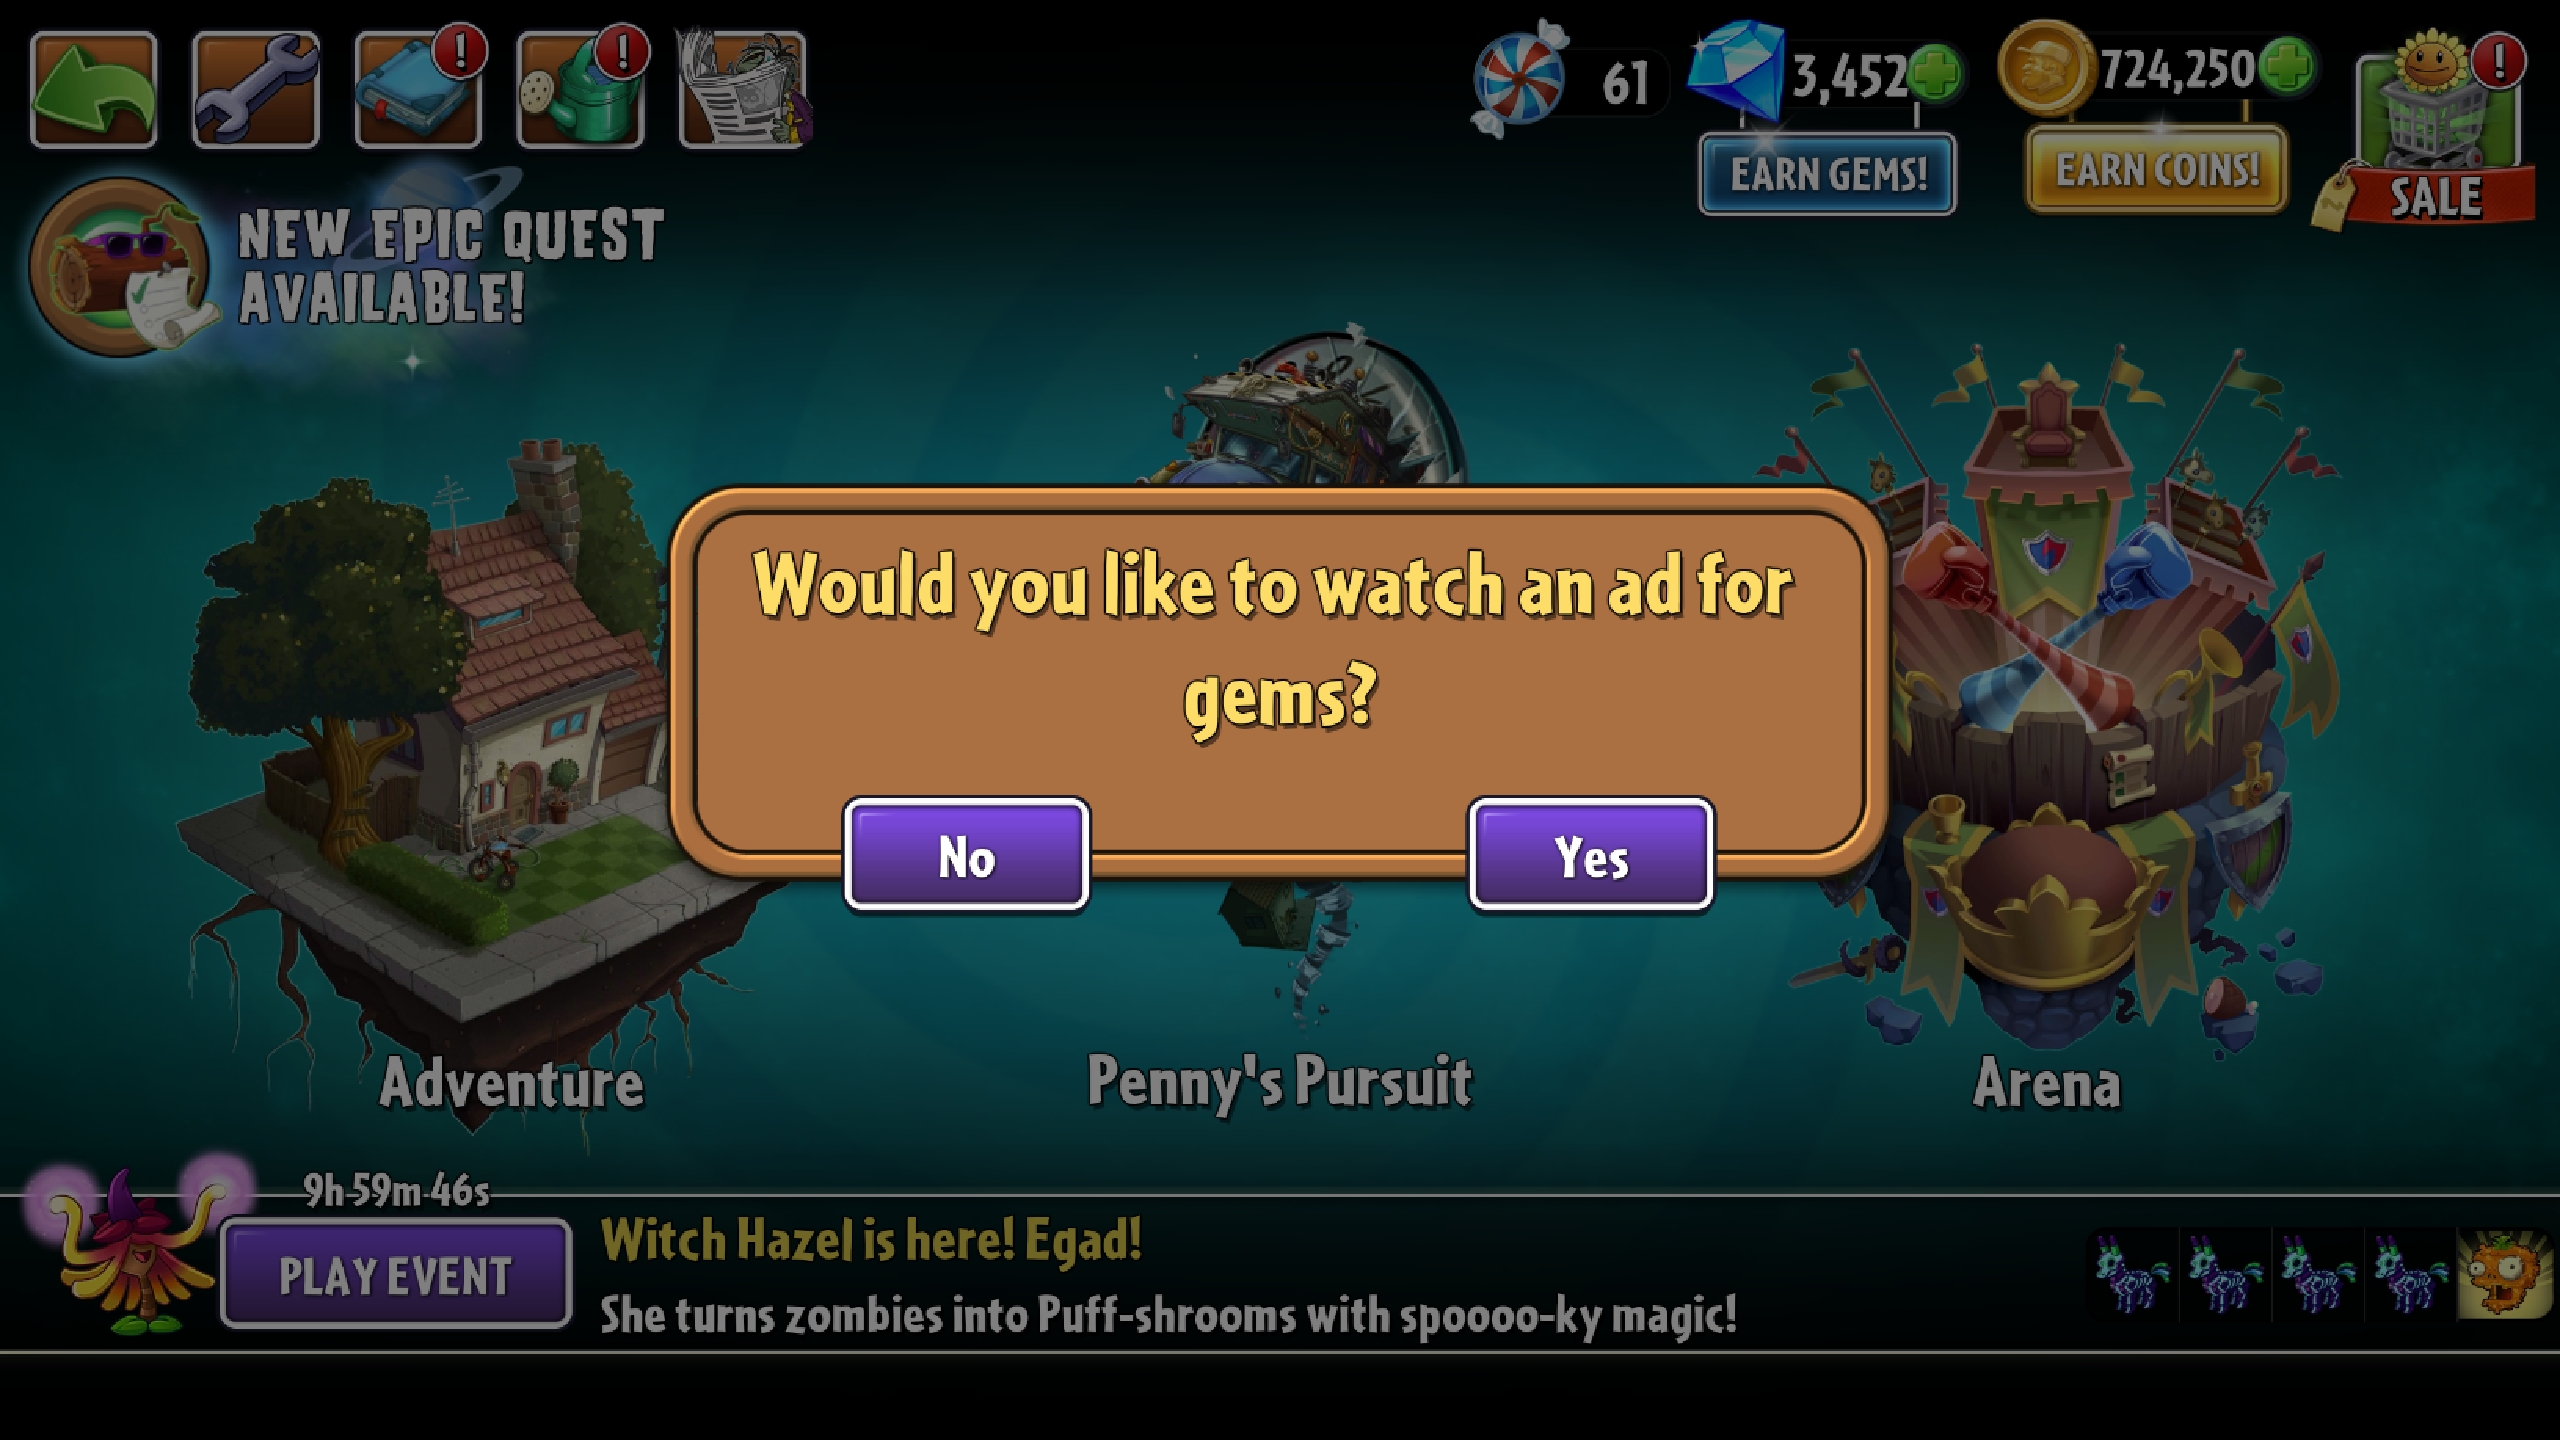 61
3,452
724,250
EARN GEMS!
EARN COINS!
SALE
NEW EPIC QUEST
AVAILABLE!
Would you like to watch an ad for
gems?
No
Yes
Adventure
Penny's Pursuit
Arena
9h 59m 46s
PLAY EVENT
Witch Hazel is here! Egad!
She turns zombies into Puff-shrooms with spoooo-ky magic!